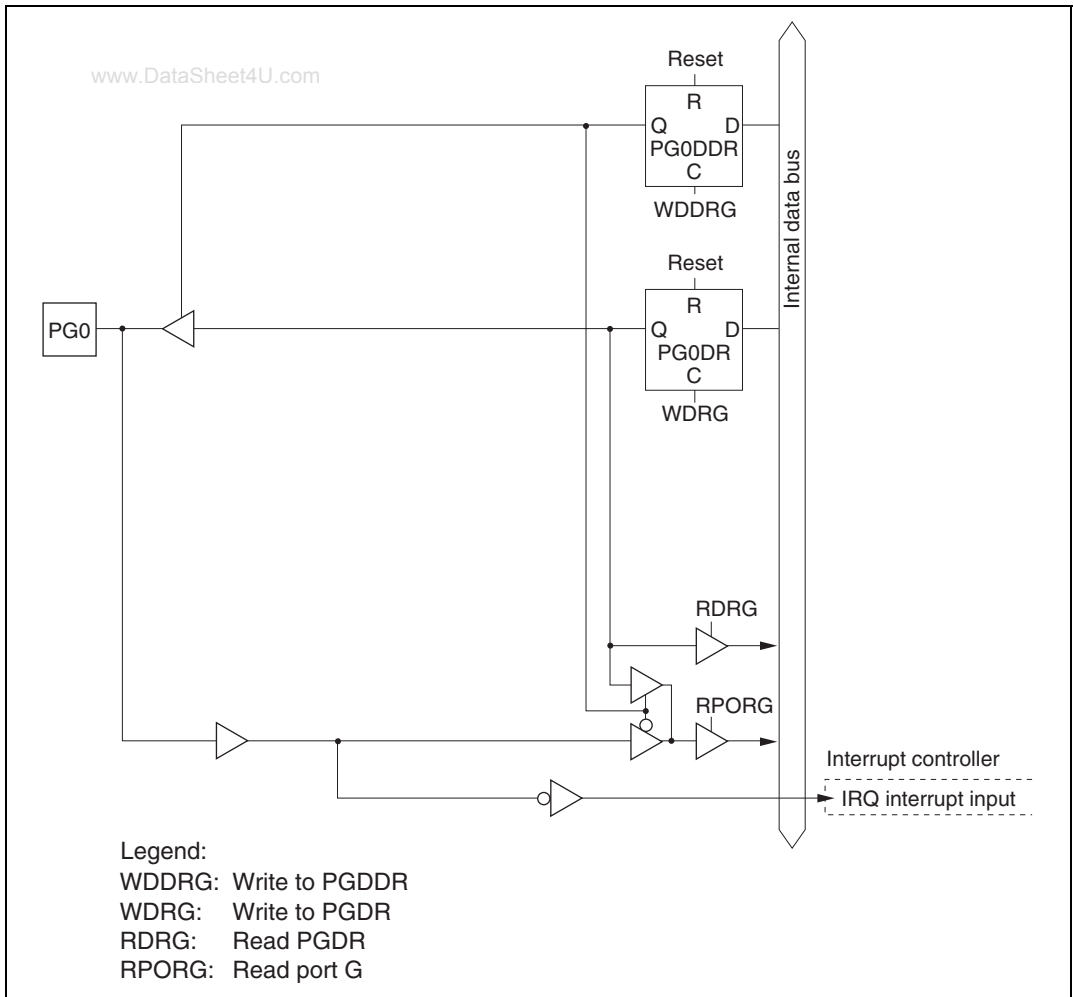 www.DataSheet4U.com
Reset
R
Q D
PG0DDR
C
WDDRG
Internal data bus
Reset
R
PG0
Q D
PG0DR
C
WDRG
RDRG
RPORG
Interrupt controller
IRQ interrupt input
Legend:
WDDRG: Write to PGDDR
WDRG: Write to PGDR
RDRG: Read PGDR
RPORG: Read port G